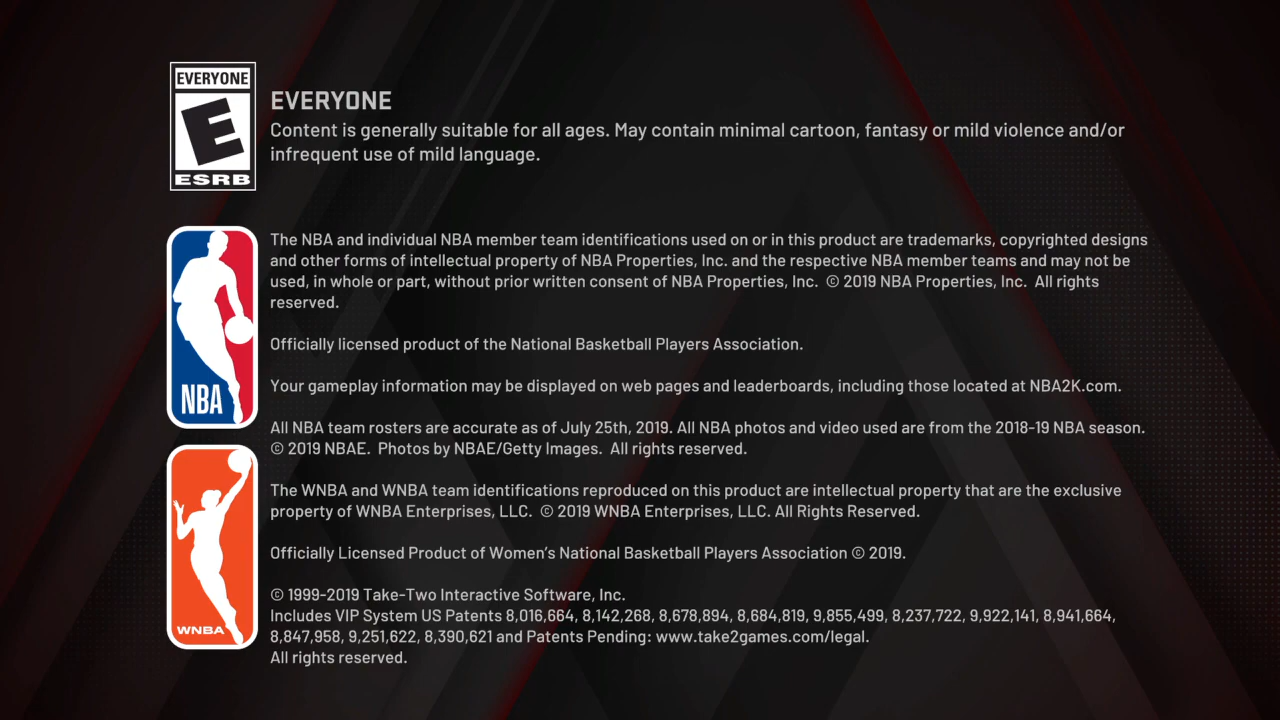 EVERYONE
E
ESRB
EVERYONE
Content is generally suitable for all ages. May contain minimal cartoon, fantasy or mild violence and/or
infrequent use of mild language.
NBA
The NBA and individual NBA member team identifications used on or in this product are trademarks, copyrighted designs
and other forms of intellectual property of NBA Properties, Inc. and the respective NBA member teams and may not be
used, in whole or part, without prior written consent of NBA Properties, Inc. © 2019 NBA Properties, Inc. All rights
reserved.
Officially licensed product of the National Basketball Players Association.
Your gameplay information may be displayed on web pages and leaderboards, including those located at NBA2K.com.
All NBA team rosters are accurate as of July 25th, 2019. All NBA photos and video used are from the 2018-19 NBA season.
© 2019 NBAE. Photos by NBAE/Getty Images. All rights reserved.
WNBA
The WNBA and WNBA team identifications reproduced on this product are intellectual property that are the exclusive
property of WNBA Enterprises, LLC. © 2019 WNBA Enterprises, LLC. All Rights Reserved.
Officially Licensed Product of Women's National Basketball Players Association © 2019.
© 1999-2019 Take-Two Interactive Software, Inc.
Includes VIP System US Patents 8,016,664, 8,142,268, 8,678,894, 8,684,819, 9,855,499, 8,237,722, 9,922,141, 8,941,664,
8,847,958, 9,251,622, 8,390,621 and Patents Pending: www.take2games.com/legal.
All rights reserved.